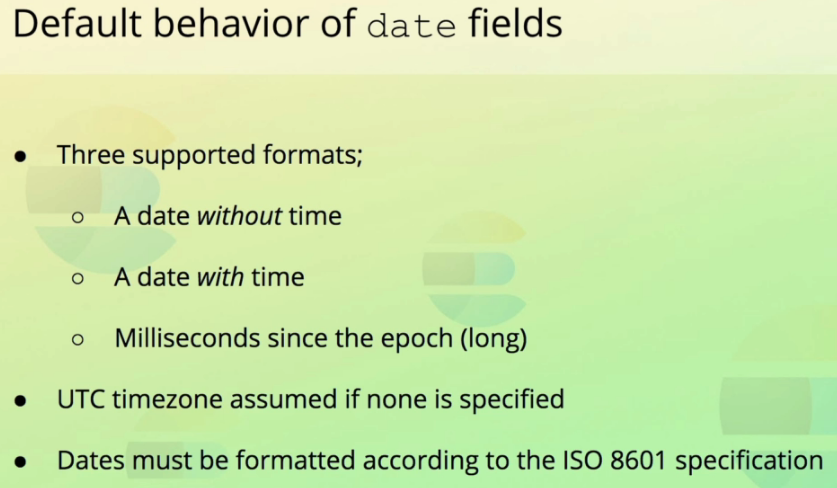 Default behavior of date fields
● Three supported formats;
○ A date without time
○ A date with time
○ Milliseconds since the epoch (long)
● UTC timezone assumed if none is specified
● Dates must be formatted according to the ISO 8601 specification